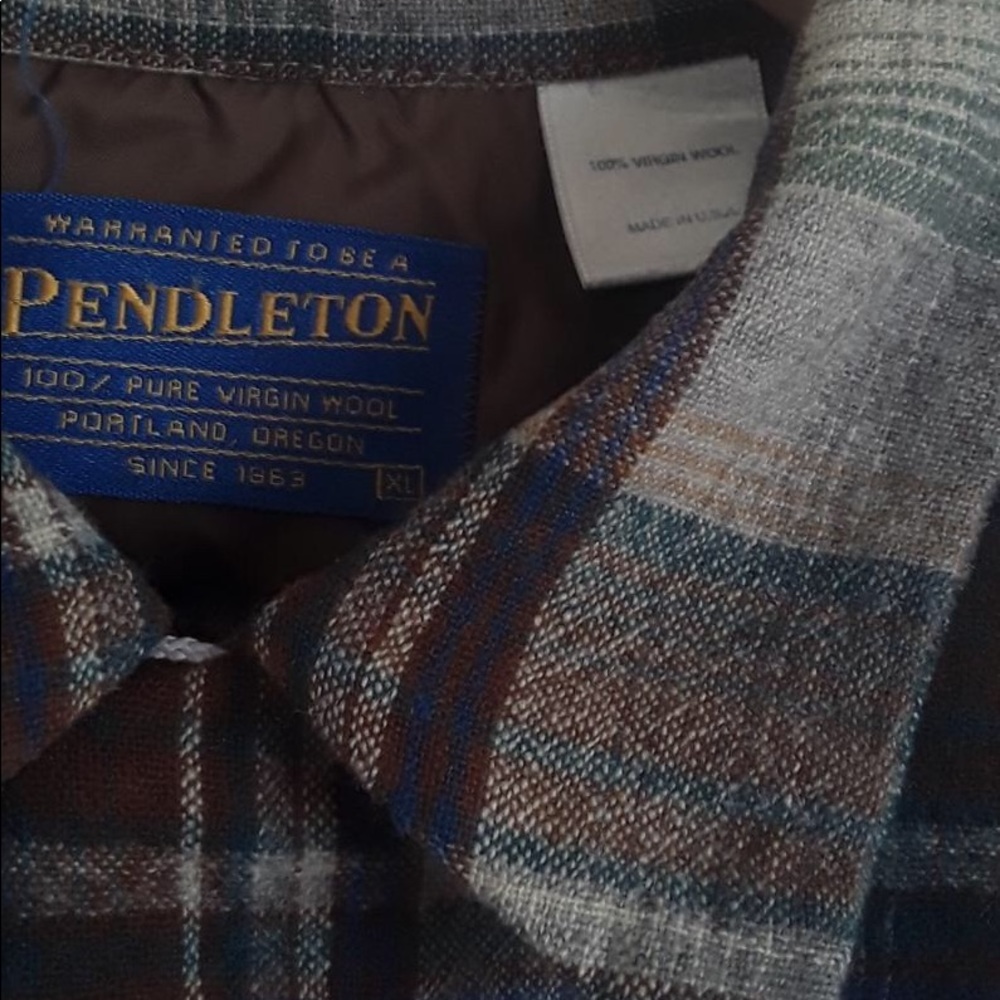 WARRANTED TO BE A
PENDLETON
100% PURE VIRGIN WOOL
PORTLAND, OREGON
SINCE 1863
XL
100% VIRGIN WOOL
MADE IN U.S.A.